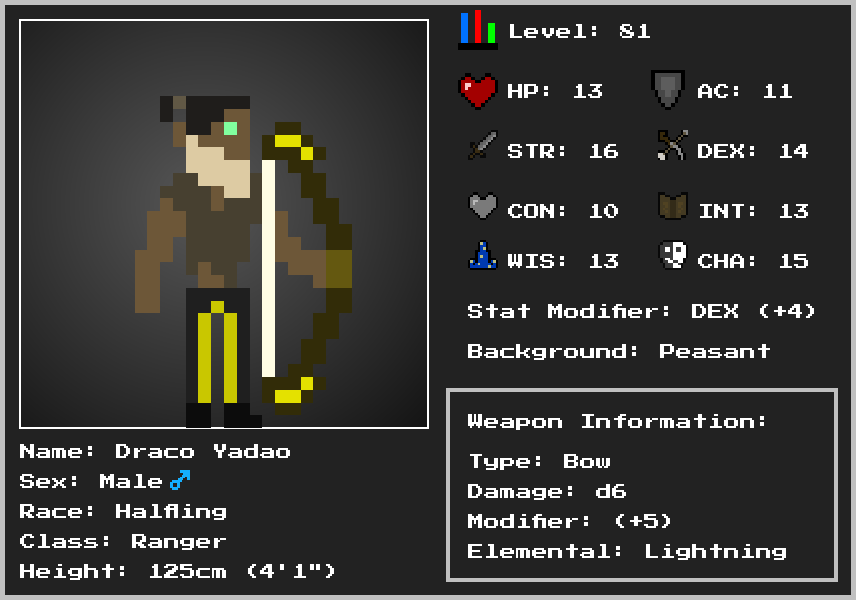 Level: 81
HP: 13
AC: 11
STR: 16
DEX: 14
CON: 10
INT: 13
WIS: 13
CHA: 15
Stat Modifier: DEX (+4)
Background: Peasant
Name: Draco Yadao
Sex: Male♂
Race: Halfling
Class: Ranger
Height: 125cm (4'1")
Weapon Information:
Type: Bow
Damage: d6
Modifier: (+5)
Elemental: Lightning